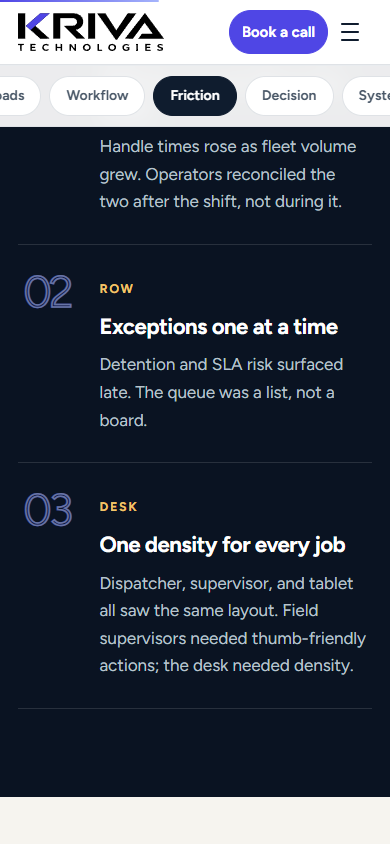 KRIVA
TECHNOLOGIES
Book a call
Workflow
Friction
Decision
Handle times rose as fleet volume
grew. Operators reconciled the
two after the shift, not during it.
02
ROW
Exceptions one at a time
Detention and SLA risk surfaced
late. The queue was a list, not a
board.
03
DESK
One density for every job
Dispatcher, supervisor, and tablet
all saw the same layout. Field
supervisors needed thumb-friendly
actions; the desk needed density.